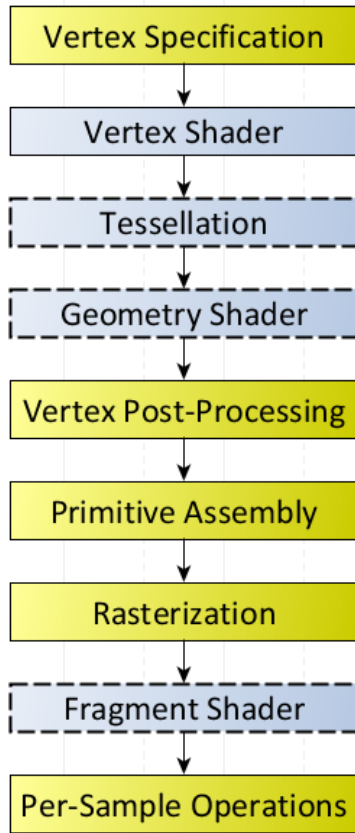 Vertex Specification
Vertex Shader
Tessellation
Geometry Shader
Vertex Post-Processing
Primitive Assembly
Rasterization
Fragment Shader
Per-Sample Operations